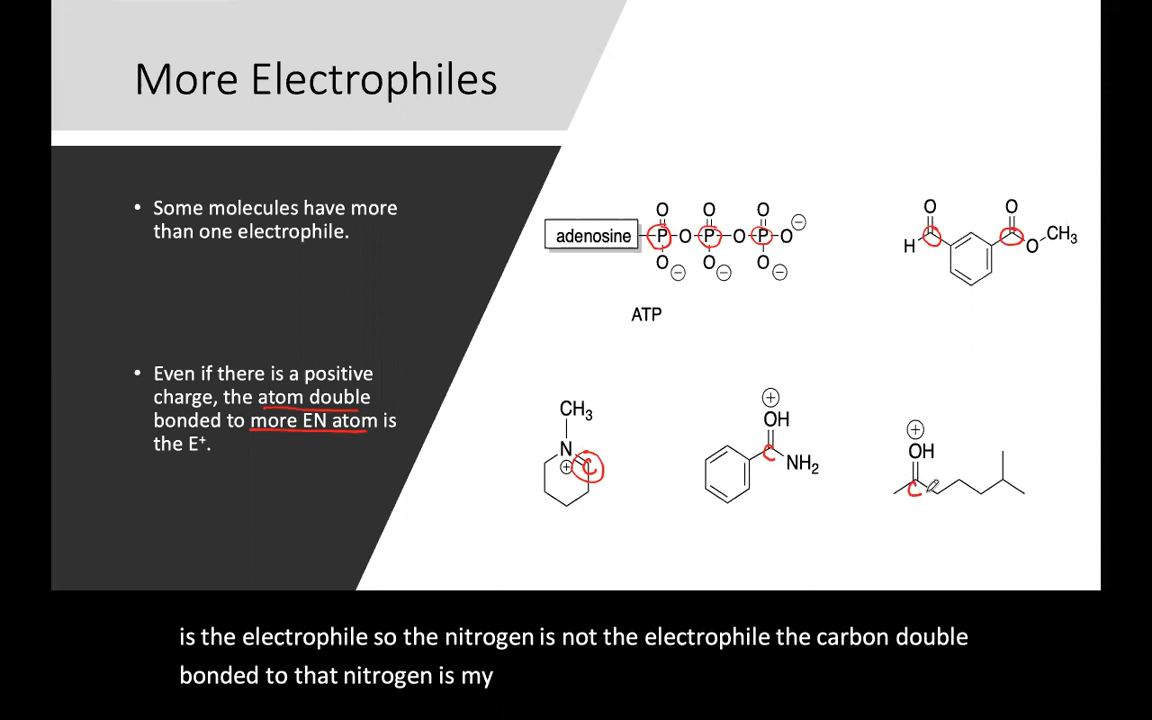 More Electrophiles
• Some molecules have more
than one electrophile.
• Even if there is a positive
charge, the atom double
bonded to more EN atom is
the E⁺.
O O O
adenosine P O P O P O ⊖
O ⊖ O ⊖ O ⊖
ATP
O O
H O CH₃
CH₃
N
⊕ C
⊕
OH
C NH₂
⊕
OH
C
is the electrophile so the nitrogen is not the electrophile the carbon double
bonded to that nitrogen is my